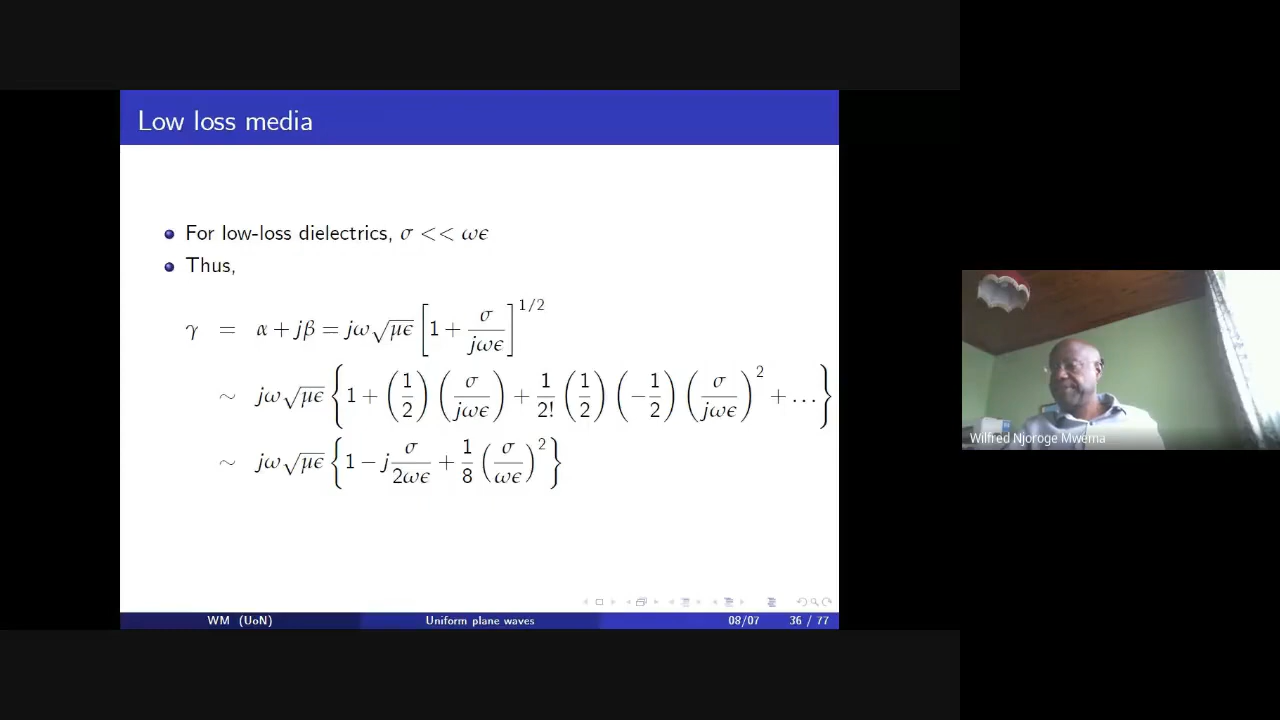 Low loss media
For low-loss dielectrics, σ << ωϵ
Thus,
γ = α + jβ = jω√μϵ [1 + σ/jωϵ]^1/2
∼ jω√μϵ {1 + (1/2) (σ/jωϵ) + 1/2! (1/2) (−1/2) (σ/jωϵ)^2 + ...}
∼ jω√μϵ {1 − j σ/2ωϵ + 1/8 (σ/ωϵ)^2}
Wilfred Njoroge Mwema
WM (UoN) Uniform plane waves 08/07 36 / 77